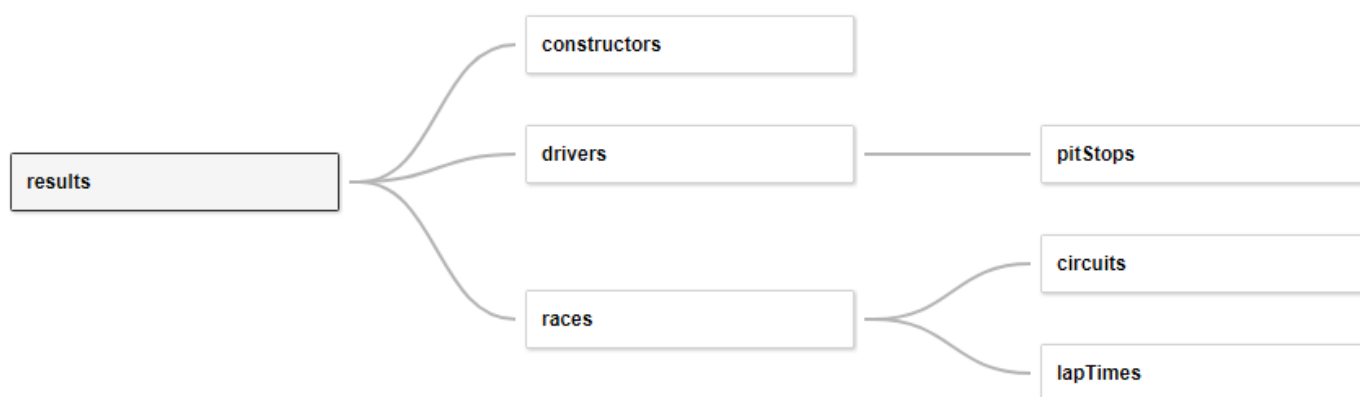 constructors
drivers
pitStops
results
circuits
races
lapTimes